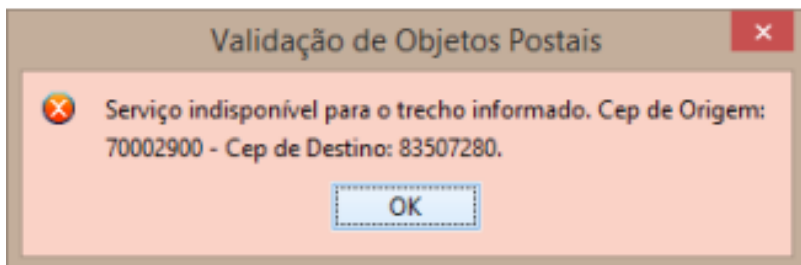 Validação de Objetos Postais
Serviço indisponível para o trecho informado. Cep de Origem:
70002900 - Cep de Destino: 83507280.
OK